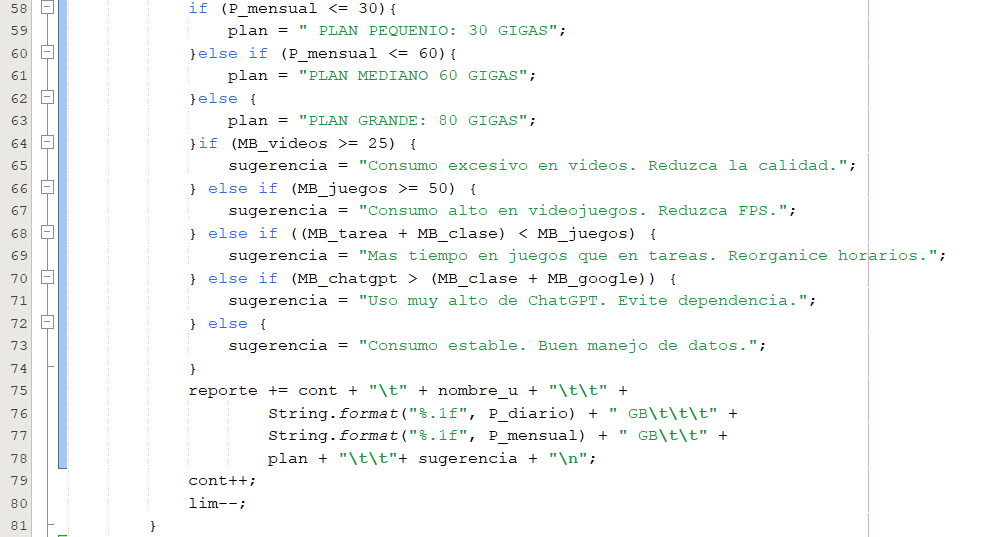 58 if (P_mensual <= 30){
59 plan = " PLAN PEQUENIO: 30 GIGAS";
60 }else if (P_mensual <= 60){
61 plan = "PLAN MEDIANO 60 GIGAS";
62 }else {
63 plan = "PLAN GRANDE: 80 GIGAS";
64 }if (MB_videos >= 25) {
65 sugerencia = "Consumo excesivo en videos. Reduzca la calidad.";
66 } else if (MB_juegos >= 50) {
67 sugerencia = "Consumo alto en videojuegos. Reduzca FPS.";
68 } else if ((MB_tarea + MB_clase) < MB_juegos) {
69 sugerencia = "Mas tiempo en juegos que en tareas. Reorganice horarios.";
70 } else if (MB_chatgpt > (MB_clase + MB_google)) {
71 sugerencia = "Uso muy alto de ChatGPT. Evite dependencia.";
72 } else {
73 sugerencia = "Consumo estable. Buen manejo de datos.";
74 }
75 reporte += cont + "\t" + nombre_u + "\t\t" +
76 String.format("%.1f", P_diario) + " GB\t\t\t" +
77 String.format("%.1f", P_mensual) + " GB\t\t" +
78 plan + "\t\t"+ sugerencia + "\n";
79 cont++;
80 lim--;
81 }